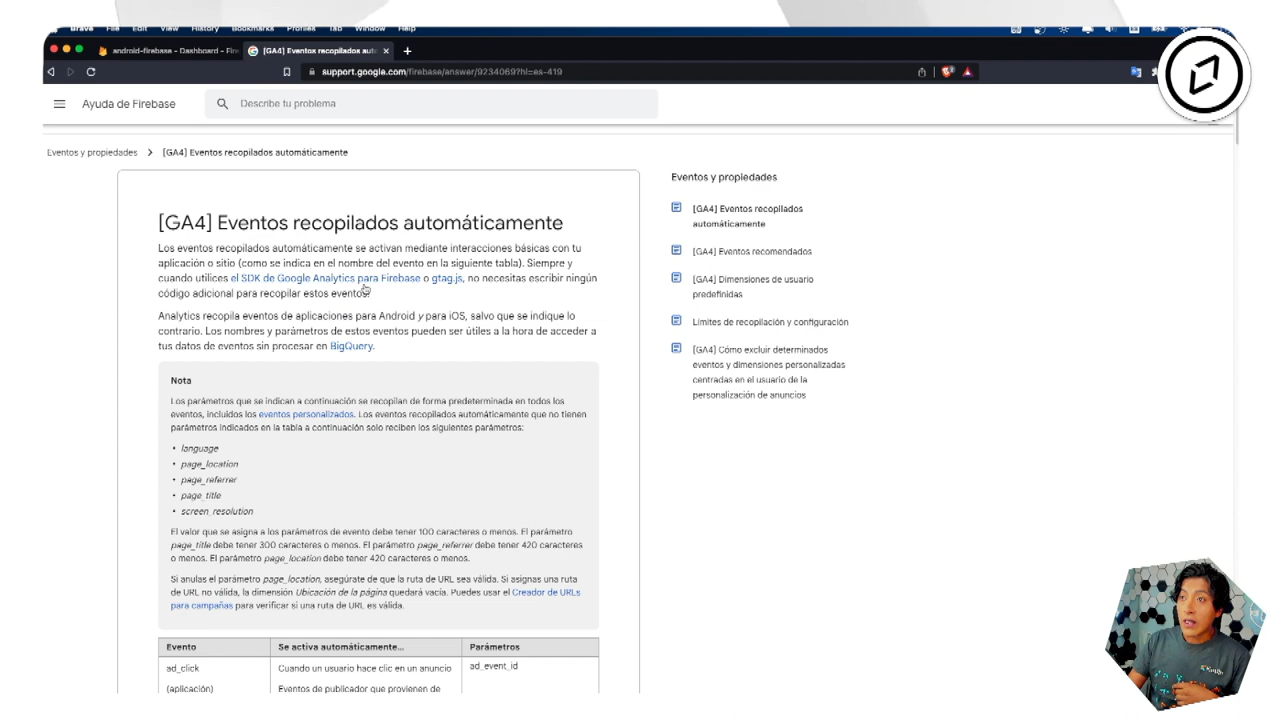 Brave File Edit View History Bookmarks Profiles Tab Window Help
android-firebase - Dashboard - Fire
[GA4] Eventos recopilados auto
support.google.com/firebase/answer/9234069?hl=es-419
Ayuda de Firebase
Describe tu problema
Eventos y propiedades > [GA4] Eventos recopilados automáticamente
[GA4] Eventos recopilados automáticamente
Los eventos recopilados automáticamente se activan mediante interacciones básicas con tu
aplicación o sitio (como se indica en el nombre del evento en la siguiente tabla). Siempre y
cuando utilices el SDK de Google Analytics para Firebase o gtag.js, no necesitas escribir ningún
código adicional para recopilar estos eventos.
Analytics recopila eventos de aplicaciones para Android y para iOS, salvo que se indique lo
contrario. Los nombres y parámetros de estos eventos pueden ser útiles a la hora de acceder a
tus datos de eventos sin procesar en BigQuery.
Nota
Los parámetros que se indican a continuación se recopilan de forma predeterminada en todos los
eventos, incluidos los eventos personalizados. Los eventos recopilados automáticamente que no tienen
parámetros indicados en la tabla a continuación solo reciben los siguientes parámetros:
• language
• page_location
• page_referrer
• page_title
• screen_resolution
El valor que se asigna a los parámetros de evento debe tener 100 caracteres o menos. El parámetro
page_title debe tener 300 caracteres o menos. El parámetro page_referrer debe tener 420 caracteres
o menos. El parámetro page_location debe tener 420 caracteres o menos.
Si anulas el parámetro page_location, asegúrate de que la ruta de URL sea válida. Si asignas una ruta
de URL no válida, la dimensión Ubicación de la página quedará vacía. Puedes usar el Creador de URLs
para campañas para verificar si una ruta de URL es válida.
Evento Se activa automáticamente... Parámetros
ad_click Cuando un usuario hace clic en un anuncio ad_event_id
(aplicación) Eventos de publicador que provienen de
Eventos y propiedades
[GA4] Eventos recopilados
automáticamente
[GA4] Eventos recomendados
[GA4] Dimensiones de usuario
predefinidas
Límites de recopilación y configuración
[GA4] Cómo excluir determinados
eventos y dimensiones personalizadas
centradas en el usuario de la
personalización de anuncios